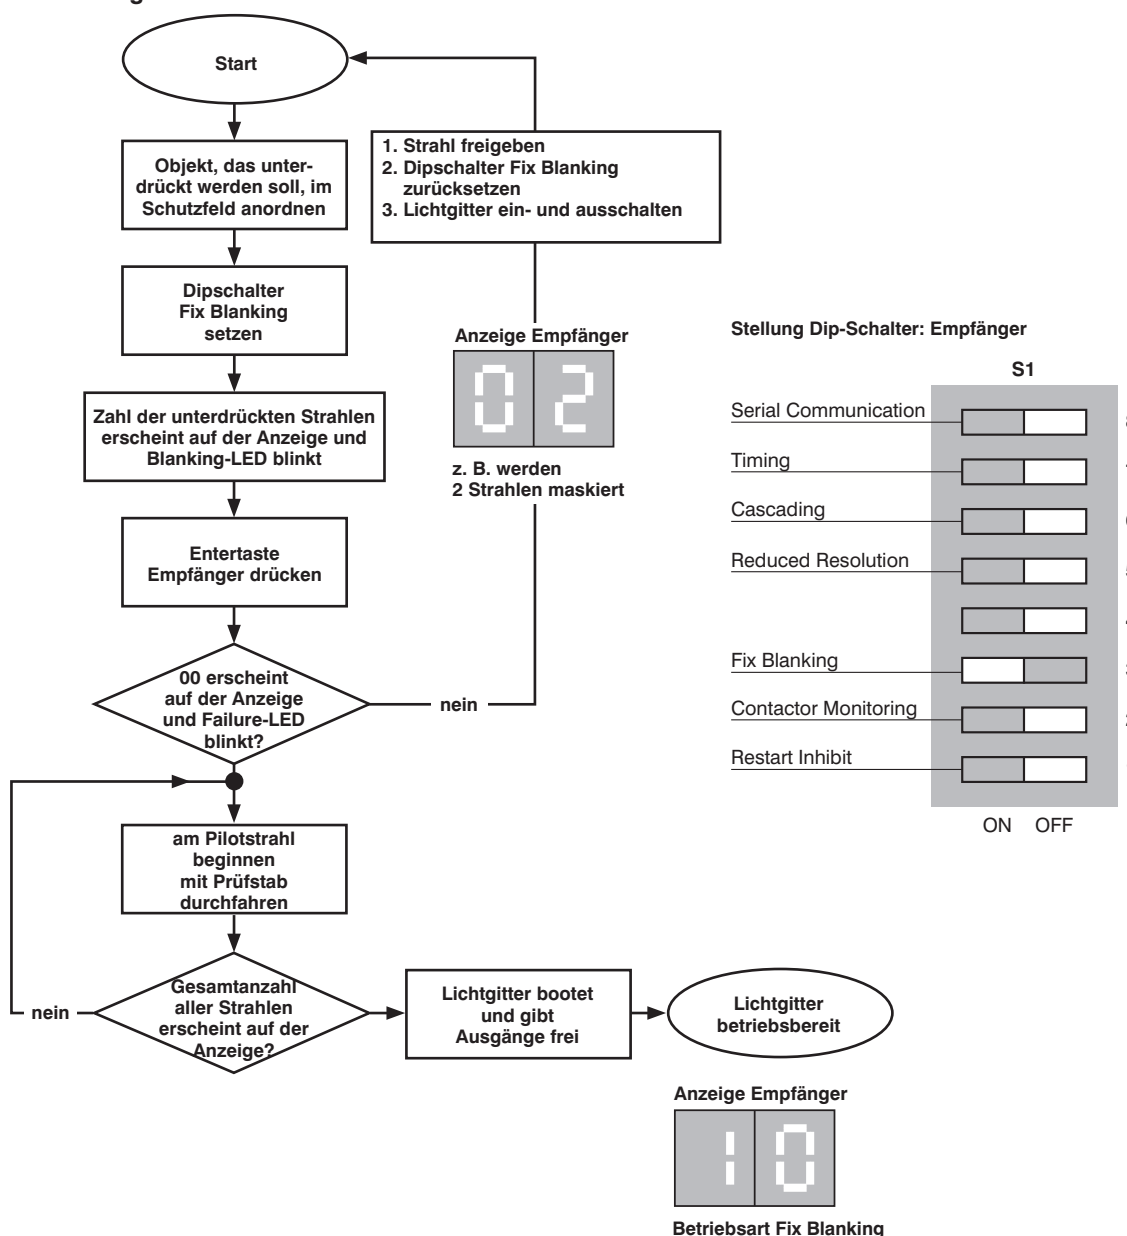 Start
1. Strahl freigeben
2. Dipschalter Fix Blanking
zurücksetzen
3. Lichtgitter ein- und ausschalten
Objekt, das unter-
drückt werden soll, im
Schutzfeld anordnen
Dipschalter
Fix Blanking
setzen
Anzeige Empfänger
02
z. B. werden
2 Strahlen maskiert
Zahl der unterdrückten Strahlen
erscheint auf der Anzeige und
Blanking-LED blinkt
Entertaste
Empfänger drücken
00 erscheint
auf der Anzeige
und Failure-LED
blinkt?
nein
am Pilotstrahl
beginnen
mit Prüfstab
durchfahren
Gesamtanzahl
aller Strahlen
erscheint auf der
Anzeige?
nein
Lichtgitter bootet
und gibt
Ausgänge frei
Lichtgitter
betriebsbereit
Anzeige Empfänger
10
Betriebsart Fix Blanking
Stellung Dip-Schalter: Empfänger
S1
Serial Communication
Timing
Cascading
Reduced Resolution
Fix Blanking
Contactor Monitoring
Restart Inhibit
ON OFF